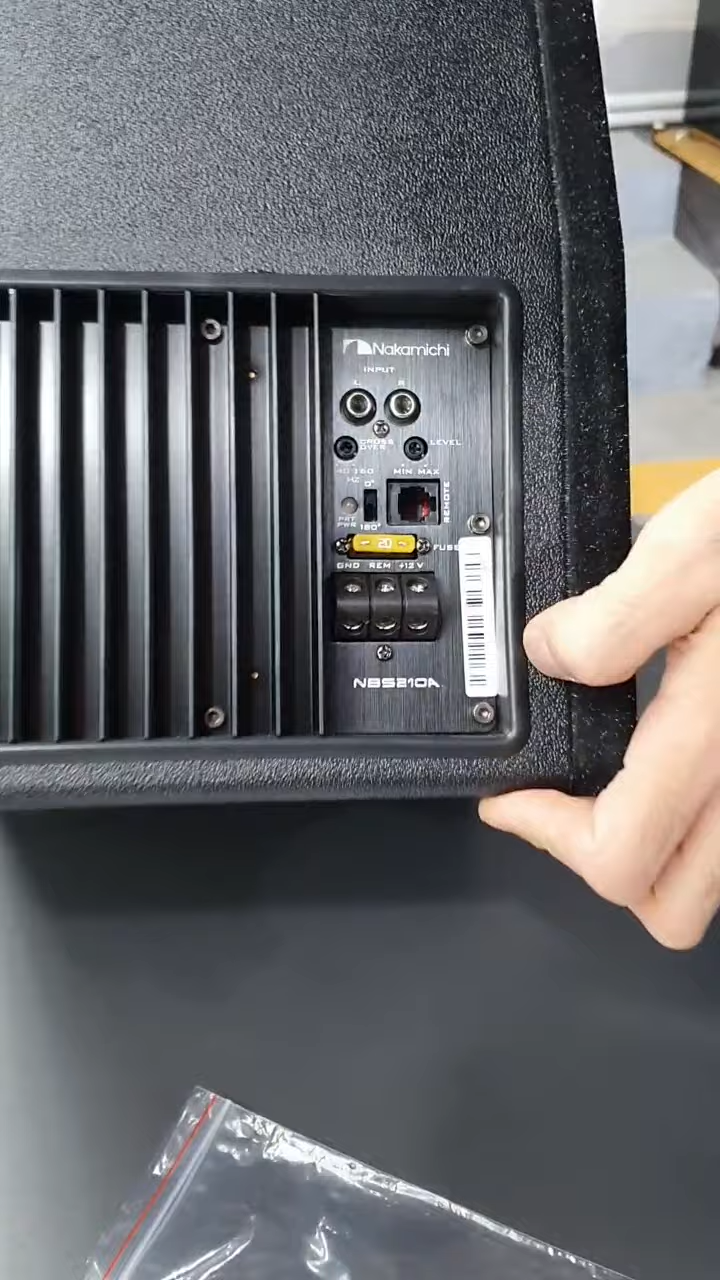 Nakamichi
INPUT
L R
CROSS OVER
LEVEL
40 160
HZ
MIN MAX
0°
REMOTE
PRT
PWR
180°
20
FUSE
GND REM +12V
NBS210A